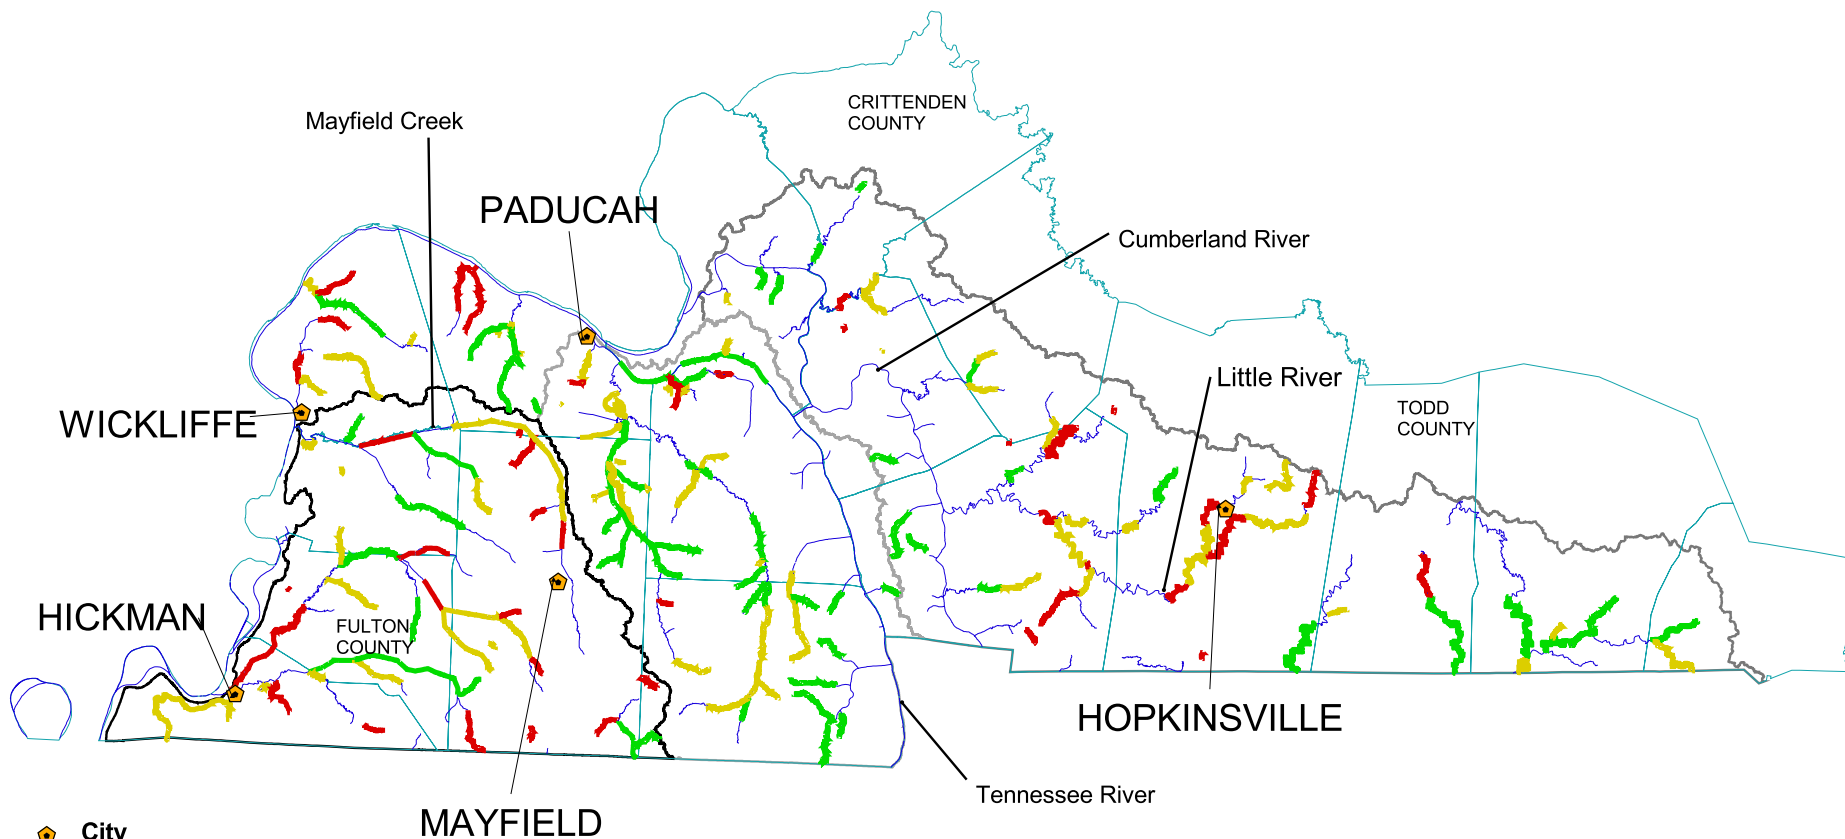 CRITTENDEN
COUNTY
Mayfield Creek
PADUCAH
Cumberland River
Little River
TODD
COUNTY
WICKLIFFE
HICKMAN
FULTON
COUNTY
HOPKINSVILLE
Tennessee River
MAYFIELD
City